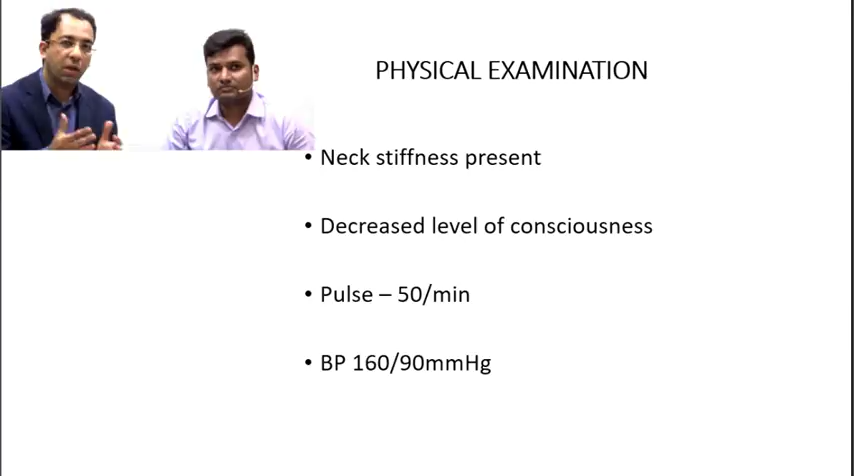 PHYSICAL EXAMINATION
• Neck stiffness present
• Decreased level of consciousness
• Pulse – 50/min
• BP 160/90mmHg